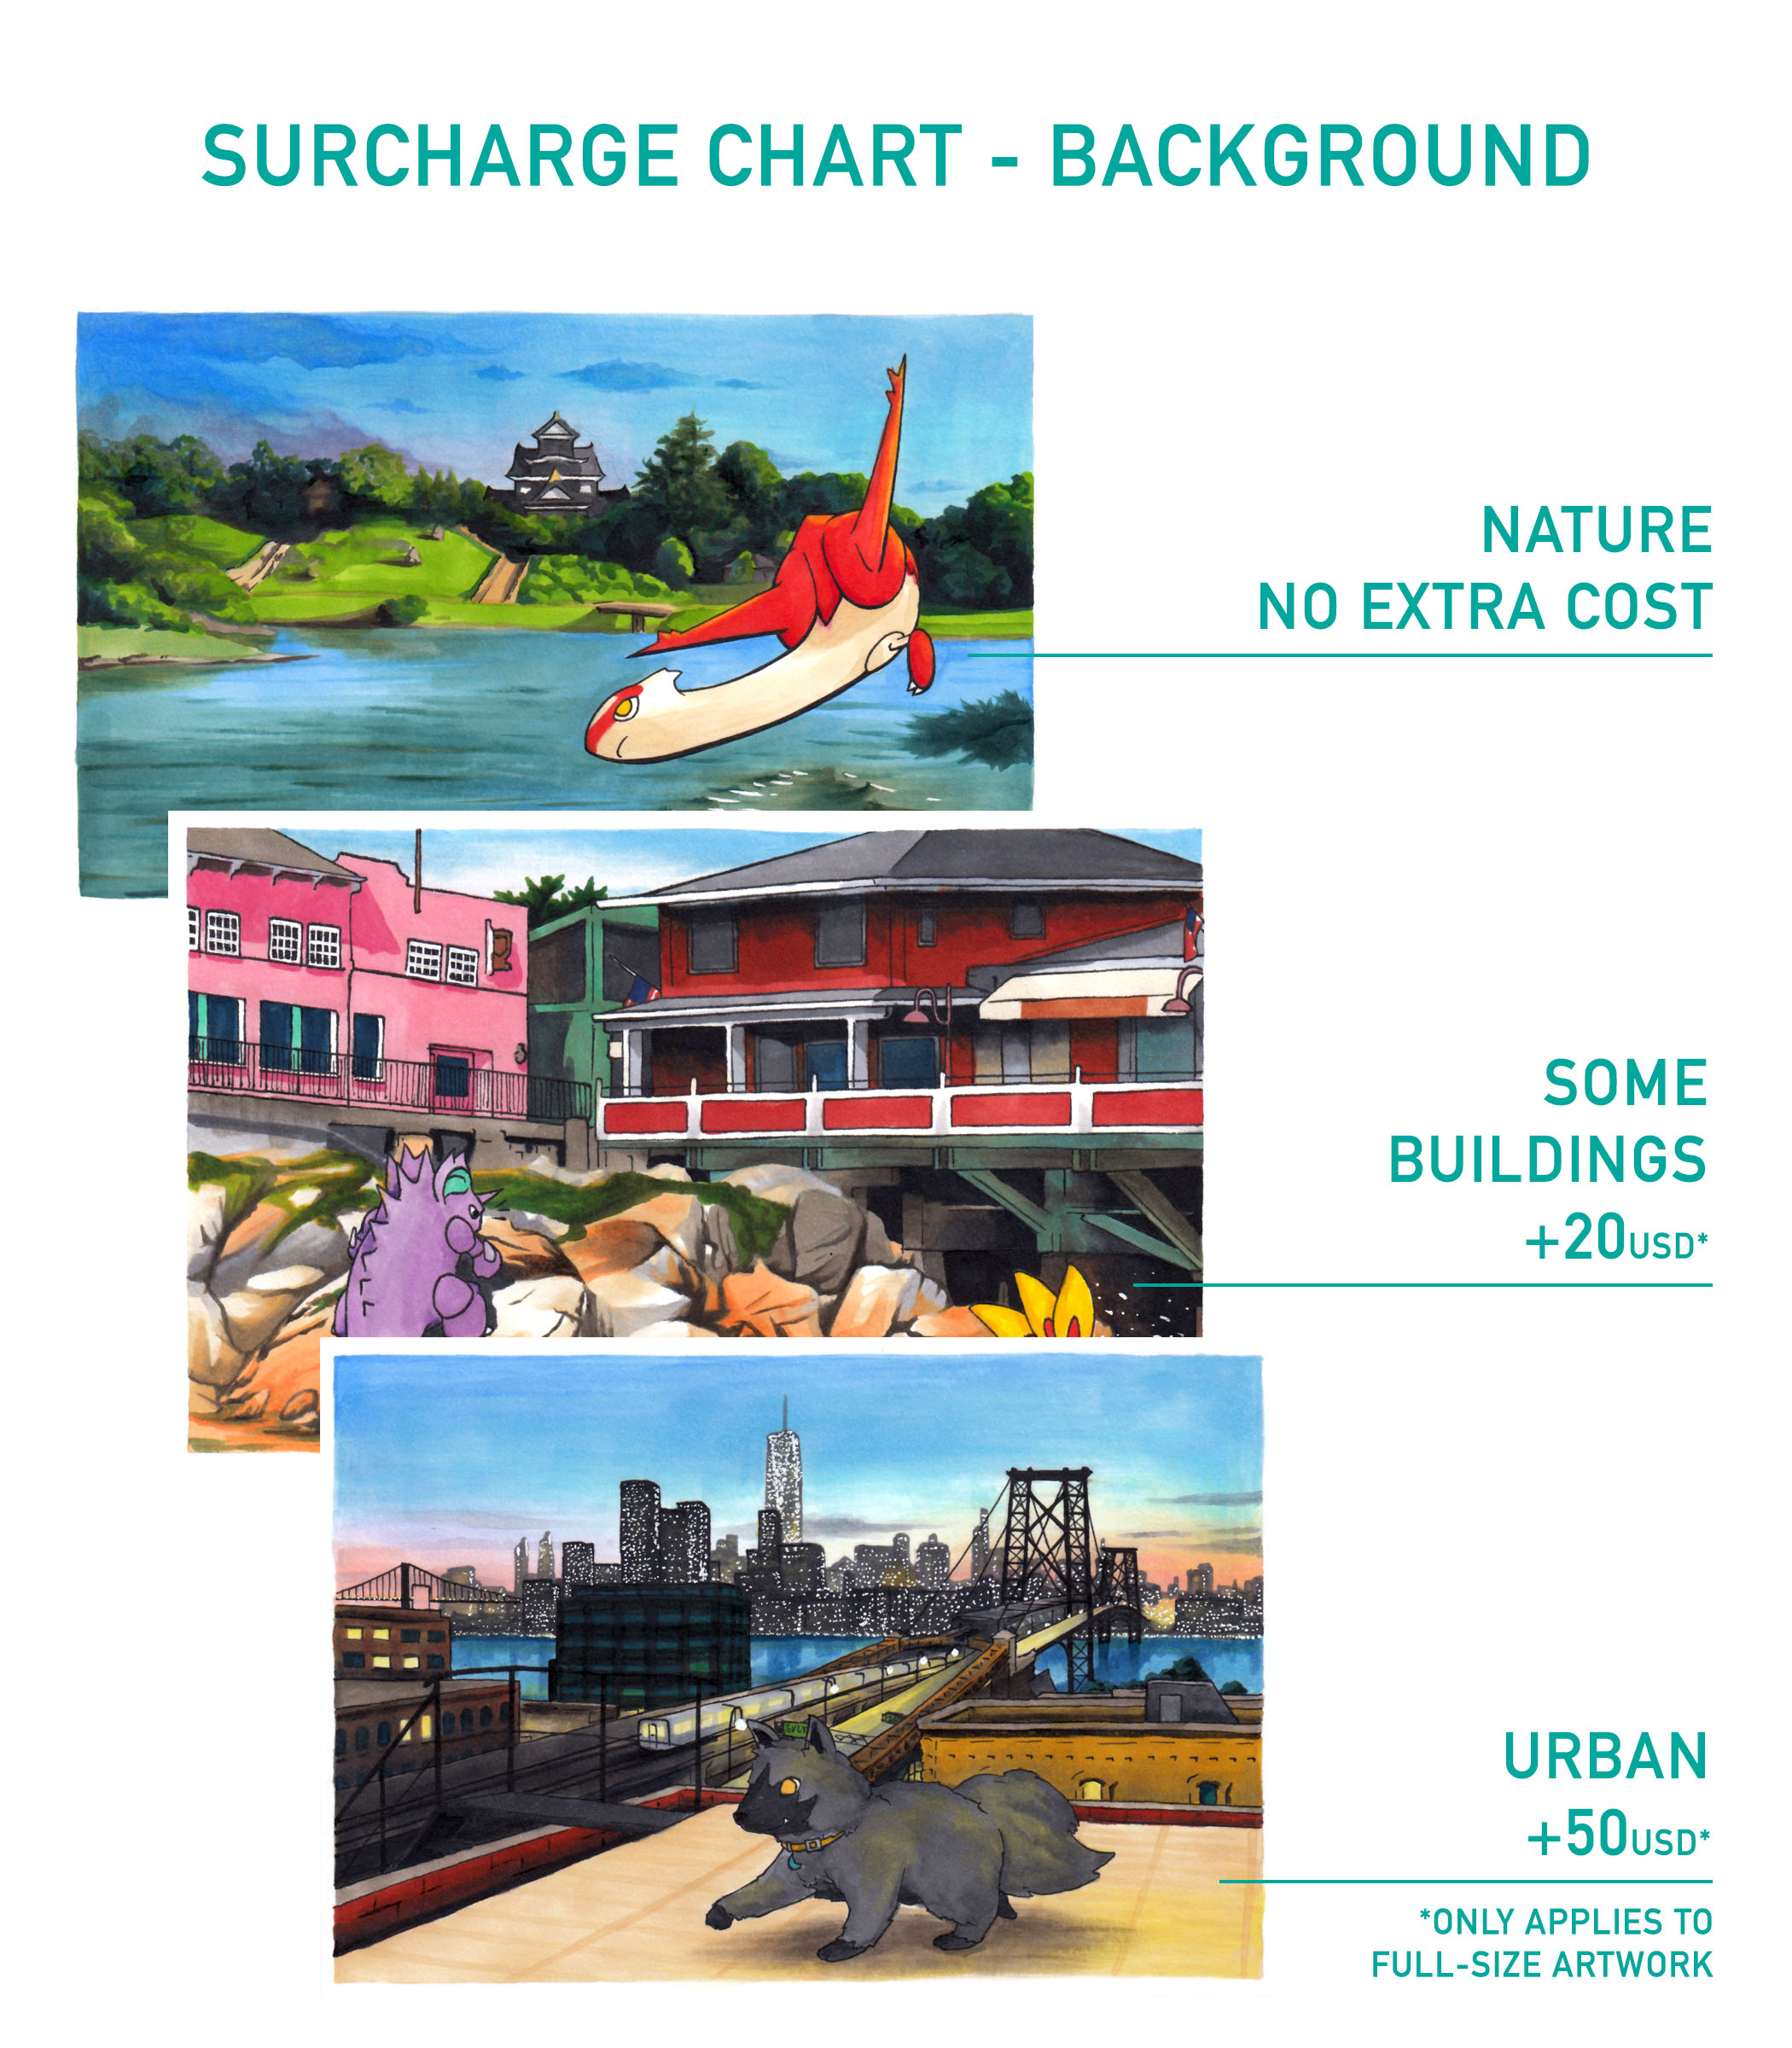 SURCHARGE CHART - BACKGROUND
NATURE
NO EXTRA COST
SOME
BUILDINGS
+20USD*
URBAN
+50USD*
*ONLY APPLIES TO
FULL-SIZE ARTWORK